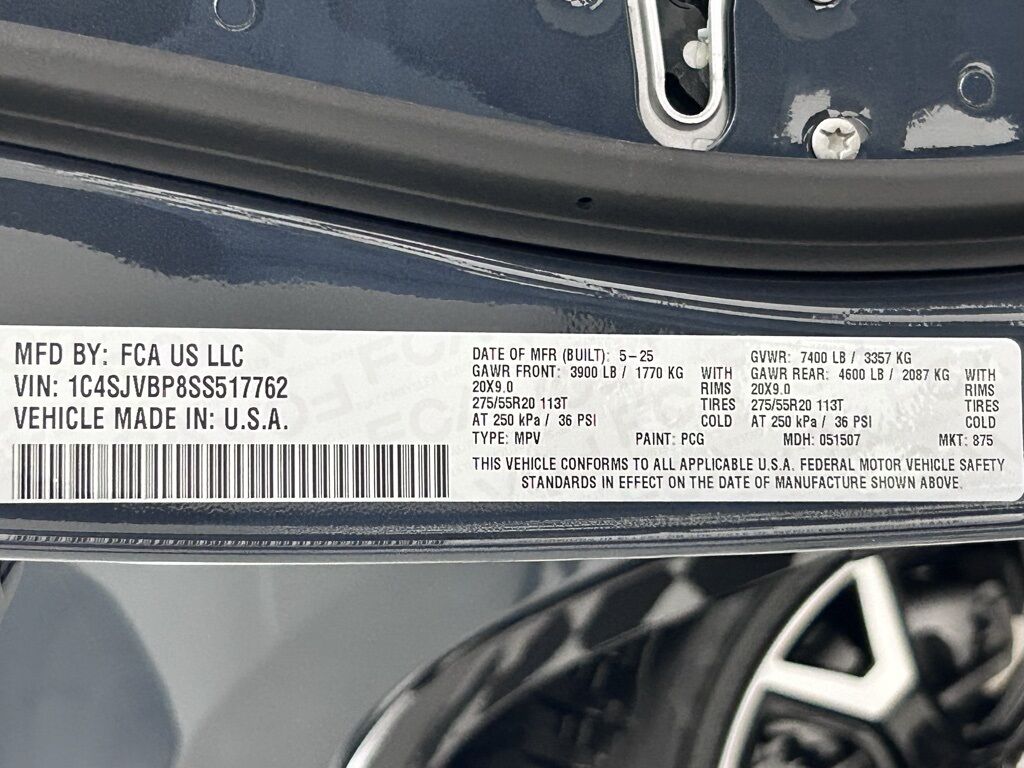 MFD BY: FCA US LLC
VIN: 1C4SJVBP8SS517762
VEHICLE MADE IN: U.S.A.
DATE OF MFR (BUILT): 5-25 GVWR: 7400 LB / 3357 KG
GAWR FRONT: 3900 LB / 1770 KG WITH GAWR REAR: 4600 LB / 2087 KG WITH
20X9.0 RIMS 20X9.0 RIMS
275/55R20 113T TIRES 275/55R20 113T TIRES
AT 250 kPa / 36 PSI COLD AT 250 kPa / 36 PSI COLD
TYPE: MPV PAINT: PCG MDH: 051507 MKT: 875
THIS VEHICLE CONFORMS TO ALL APPLICABLE U.S.A. FEDERAL MOTOR VEHICLE SAFETY
STANDARDS IN EFFECT ON THE DATE OF MANUFACTURE SHOWN ABOVE.